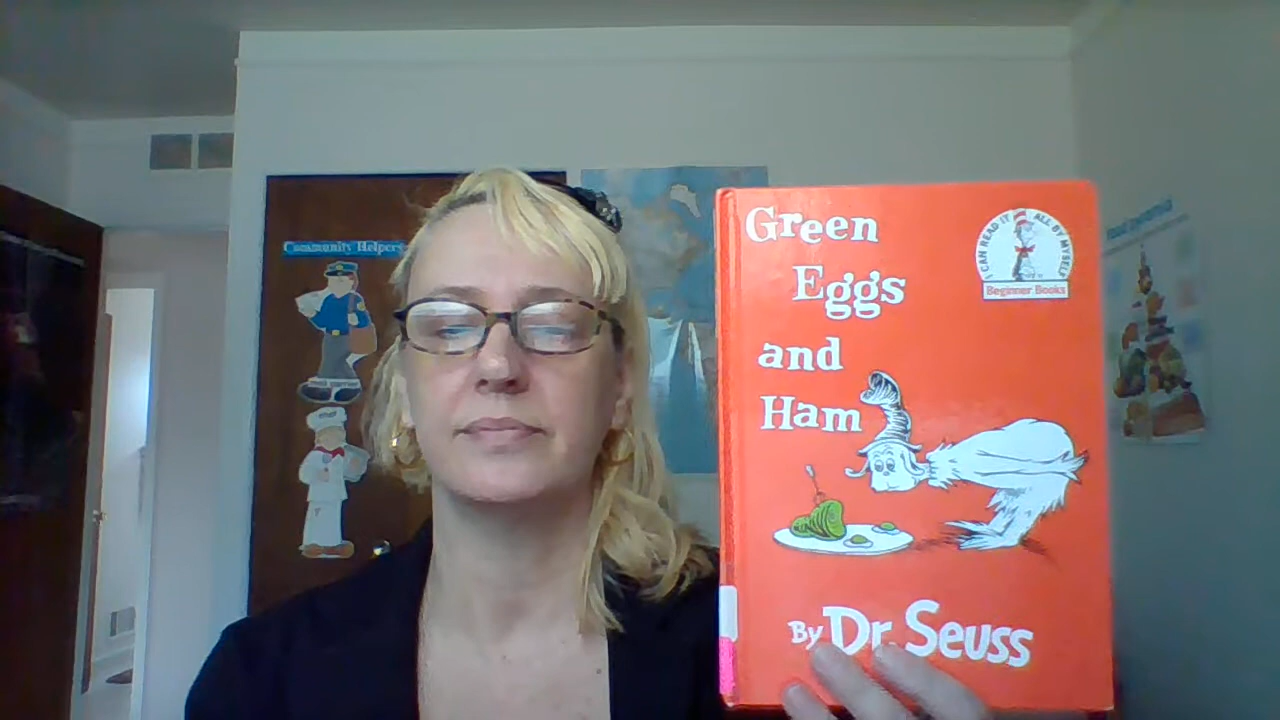 Community Helpers
Green
Eggs
and
Ham
I CAN READ IT ALL BY MYSELF
Beginner Books
By Dr. Seuss